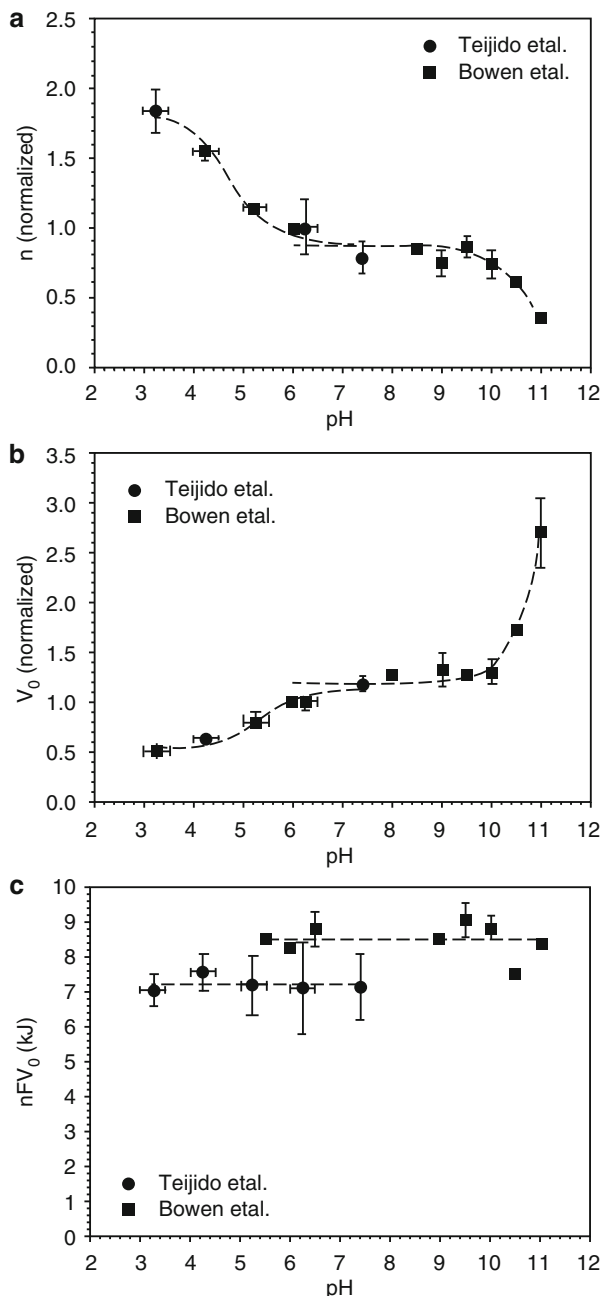 a
2.5
2.0
1.5
1.0
0.5
0.0
n (normalized)
Teijido etal.
Bowen etal.
2 3 4 5 6 7 8 9 10 11 12
pH
b
3.5
3.0
2.5
2.0
1.5
1.0
0.5
0.0
V0 (normalized)
Teijido etal.
Bowen etal.
2 3 4 5 6 7 8 9 10 11 12
pH
c
10
9
8
7
6
5
4
3
2
1
0
nFV0 (kJ)
Teijido etal.
Bowen etal.
2 3 4 5 6 7 8 9 10 11 12
pH